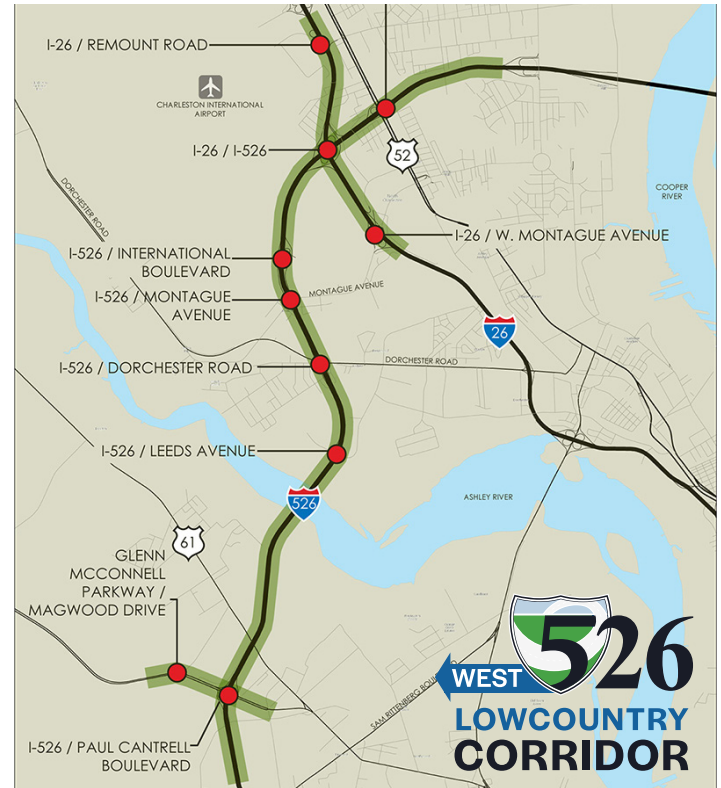 I-26 / REMOUNT ROAD
CHARLESTON INTERNATIONAL
AIRPORT
I-26 / I-526
52
COOPER
RIVER
DORCHESTER ROAD
I-26 / W. MONTAGUE AVENUE
I-526 / INTERNATIONAL
BOULEVARD
I-526 / MONTAGUE
AVENUE
MONTAGUE AVENUE
26
I-526 / DORCHESTER ROAD
DORCHESTER ROAD
I-526 / LEEDS AVENUE
ASHLEY RIVER
526
61
GLENN
MCCONNELL
PARKWAY /
MAGWOOD DRIVE
SAM RITTENBERG
I-526 / PAUL CANTRELL
BOULEVARD
WEST
526
LOWCOUNTRY
CORRIDOR